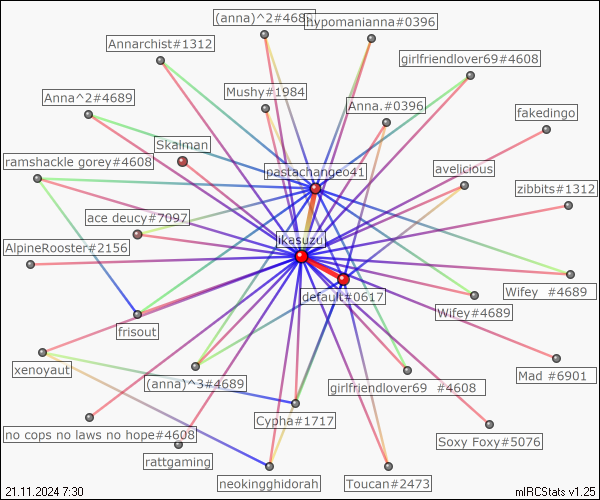 (anna)^2#4689
hypomanianna#0396
Annarchist#1312
girlfriendlover69#4608
Mushy#1984
Anna^2#4689
Anna.#0396
fakedingo
Skalman
ramshackle gorey#4608
pastachangeo41
avelicious
zibbits#1312
ace deucy#7097
ikasuzu
AlpineRooster#2156
default#0617
Wifey #4689
Wifey#4689
frisout
xenoyaut
(anna)^3#4689
girlfriendlover69 #4608
Mad #6901
Cypha#1717
no cops no laws no hope#4608
Soxy Foxy#5076
rattgaming
neokingghidorah
Toucan#2473
21.11.2024 7:30
mIRCStats v1.25